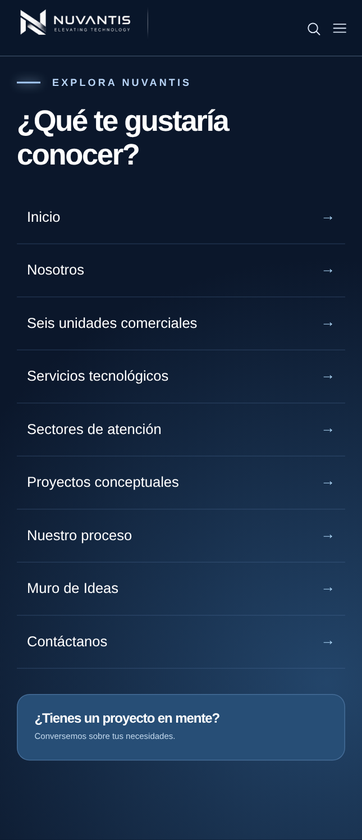 NUVANTIS
ELEVATING TECHNOLOGY
EXPLORA NUVANTIS
¿Qué te gustaría
conocer?
Inicio →
Nosotros →
Seis unidades comerciales →
Servicios tecnológicos →
Sectores de atención →
Proyectos conceptuales →
Nuestro proceso →
Muro de Ideas →
Contáctanos →
¿Tienes un proyecto en mente?
Conversemos sobre tus necesidades.